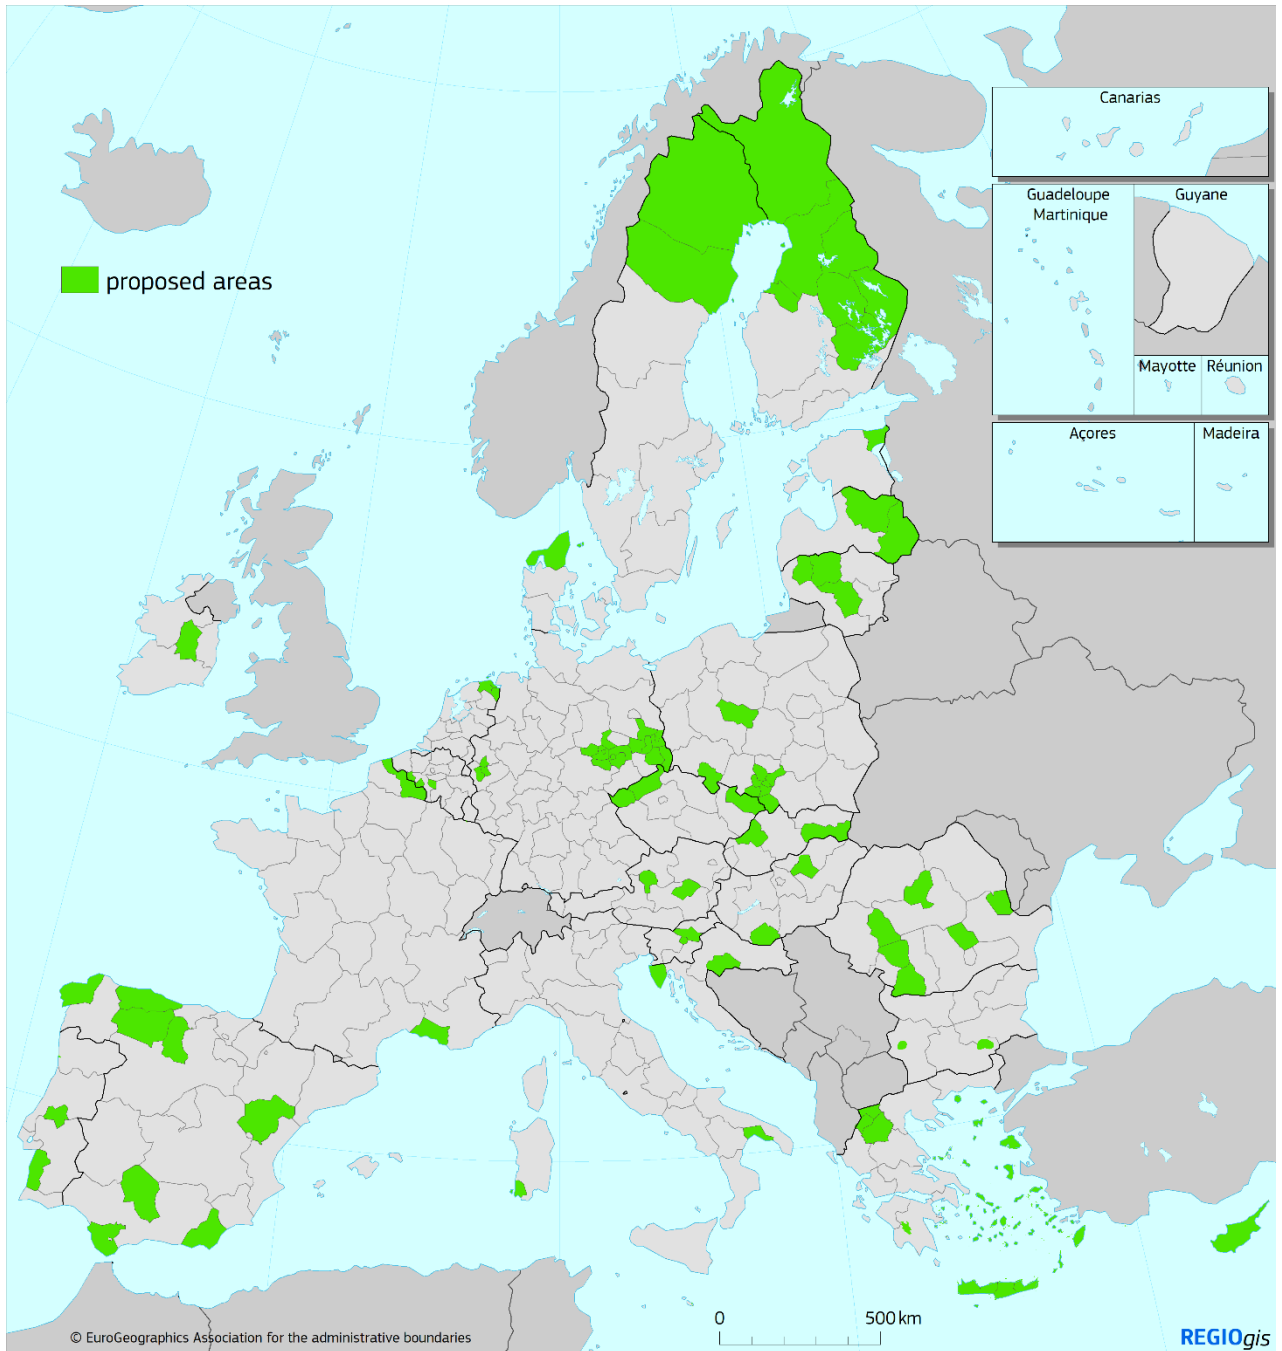 Canarias
Guadeloupe
Martinique
Guyane
Mayotte
Réunion
Açores
Madeira
proposed areas
0
500 km
© EuroGeographics Association for the administrative boundaries
REGIOgis